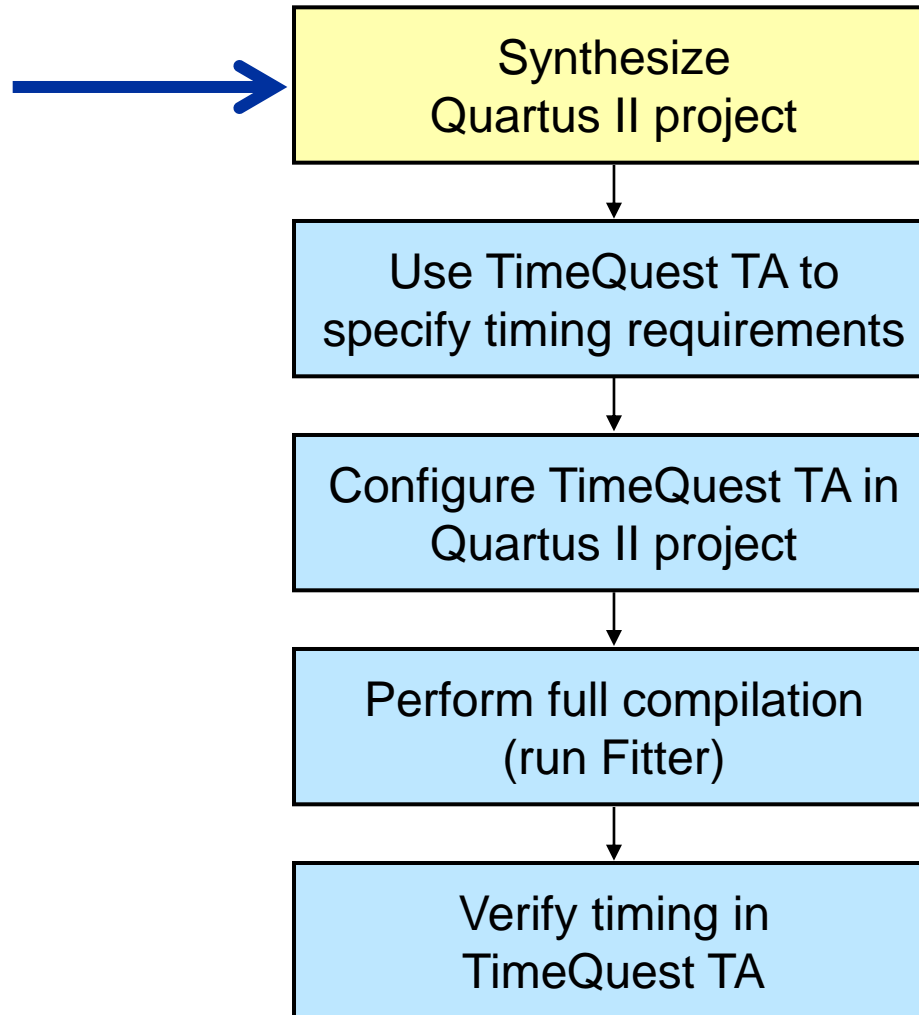 Synthesize
Quartus II project
Use TimeQuest TA to
specify timing requirements
Configure TimeQuest TA in
Quartus II project
Perform full compilation
(run Fitter)
Verify timing in
TimeQuest TA